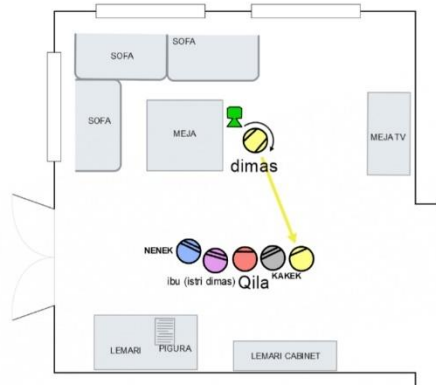 SOFA
SOFA
SOFA
MEJA
dimas
MEJA TV
NENEK
ibu (istri dimas)
Qila
KAKEK
LEMARI
PIGURA
LEMARI CABINET